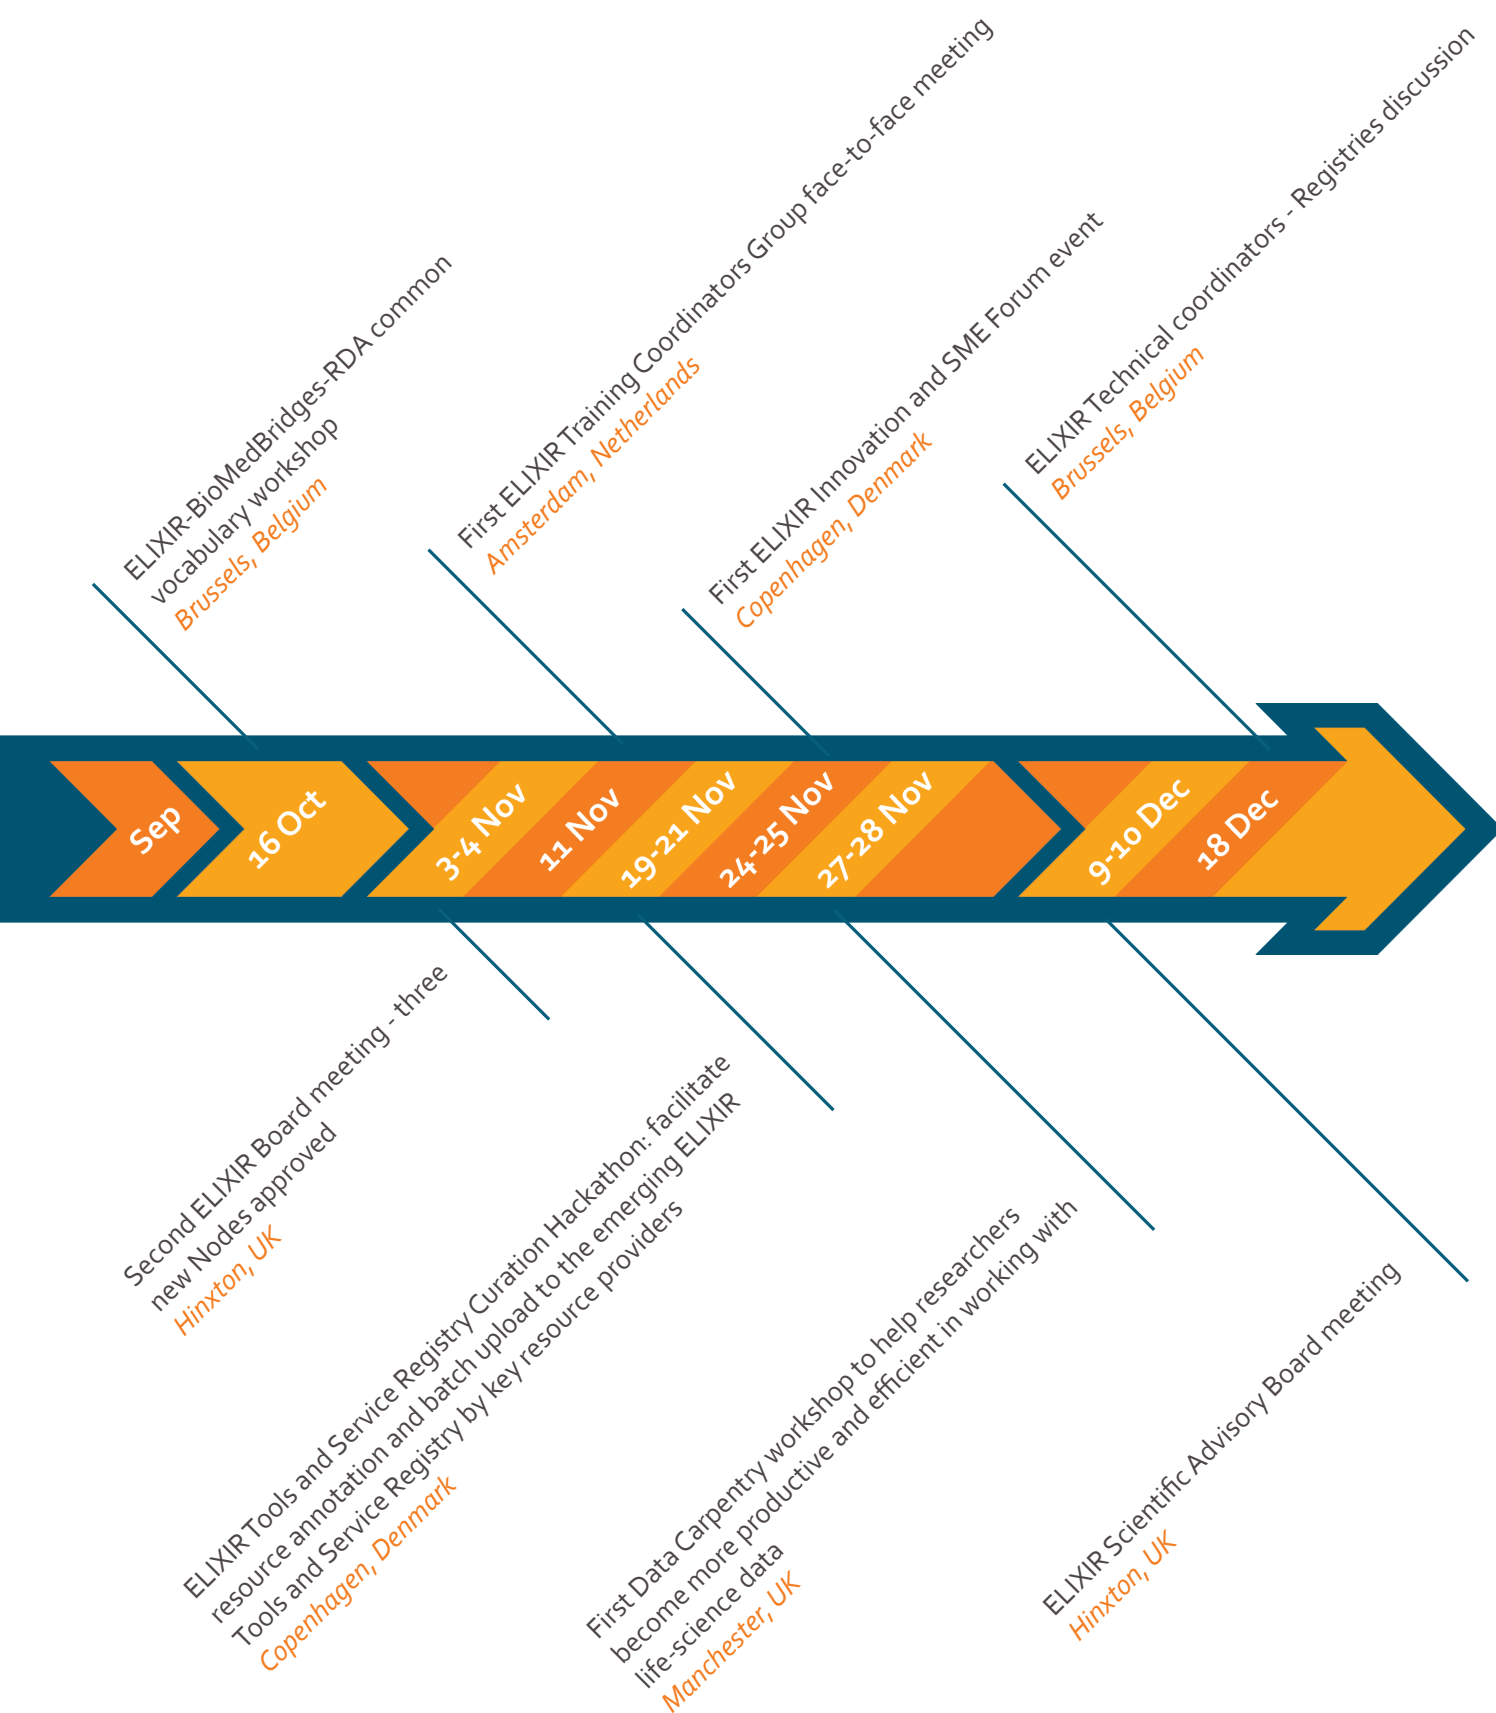 ELIXIR-BioMedBridges-RDA common
vocabulary workshop
Brussels, Belgium
First ELIXIR Training Coordinators Group face-to-face meeting
Amsterdam, Netherlands
First ELIXIR Innovation and SME Forum event
Copenhagen, Denmark
ELIXIR Technical coordinators - Registries discussion
Brussels, Belgium
Sep
16 Oct
3-4 Nov
11 Nov
19-21 Nov
24-25 Nov
27-28 Nov
9-10 Dec
18 Dec
Second ELIXIR Board meeting - three
new Nodes approved
Hinxton, UK
ELIXIR Tools and Service Registry Curation Hackathon: facilitate
resource annotation and batch upload to the emerging ELIXIR
Tools and Service Registry by key resource providers
Copenhagen, Denmark
First Data Carpentry workshop to help researchers
become more productive and efficient in working with
life-science data
Manchester, UK
ELIXIR Scientific Advisory Board meeting
Hinxton, UK